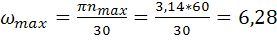 ω_max = πn_max/30 = 3,14*60/30 = 6,28